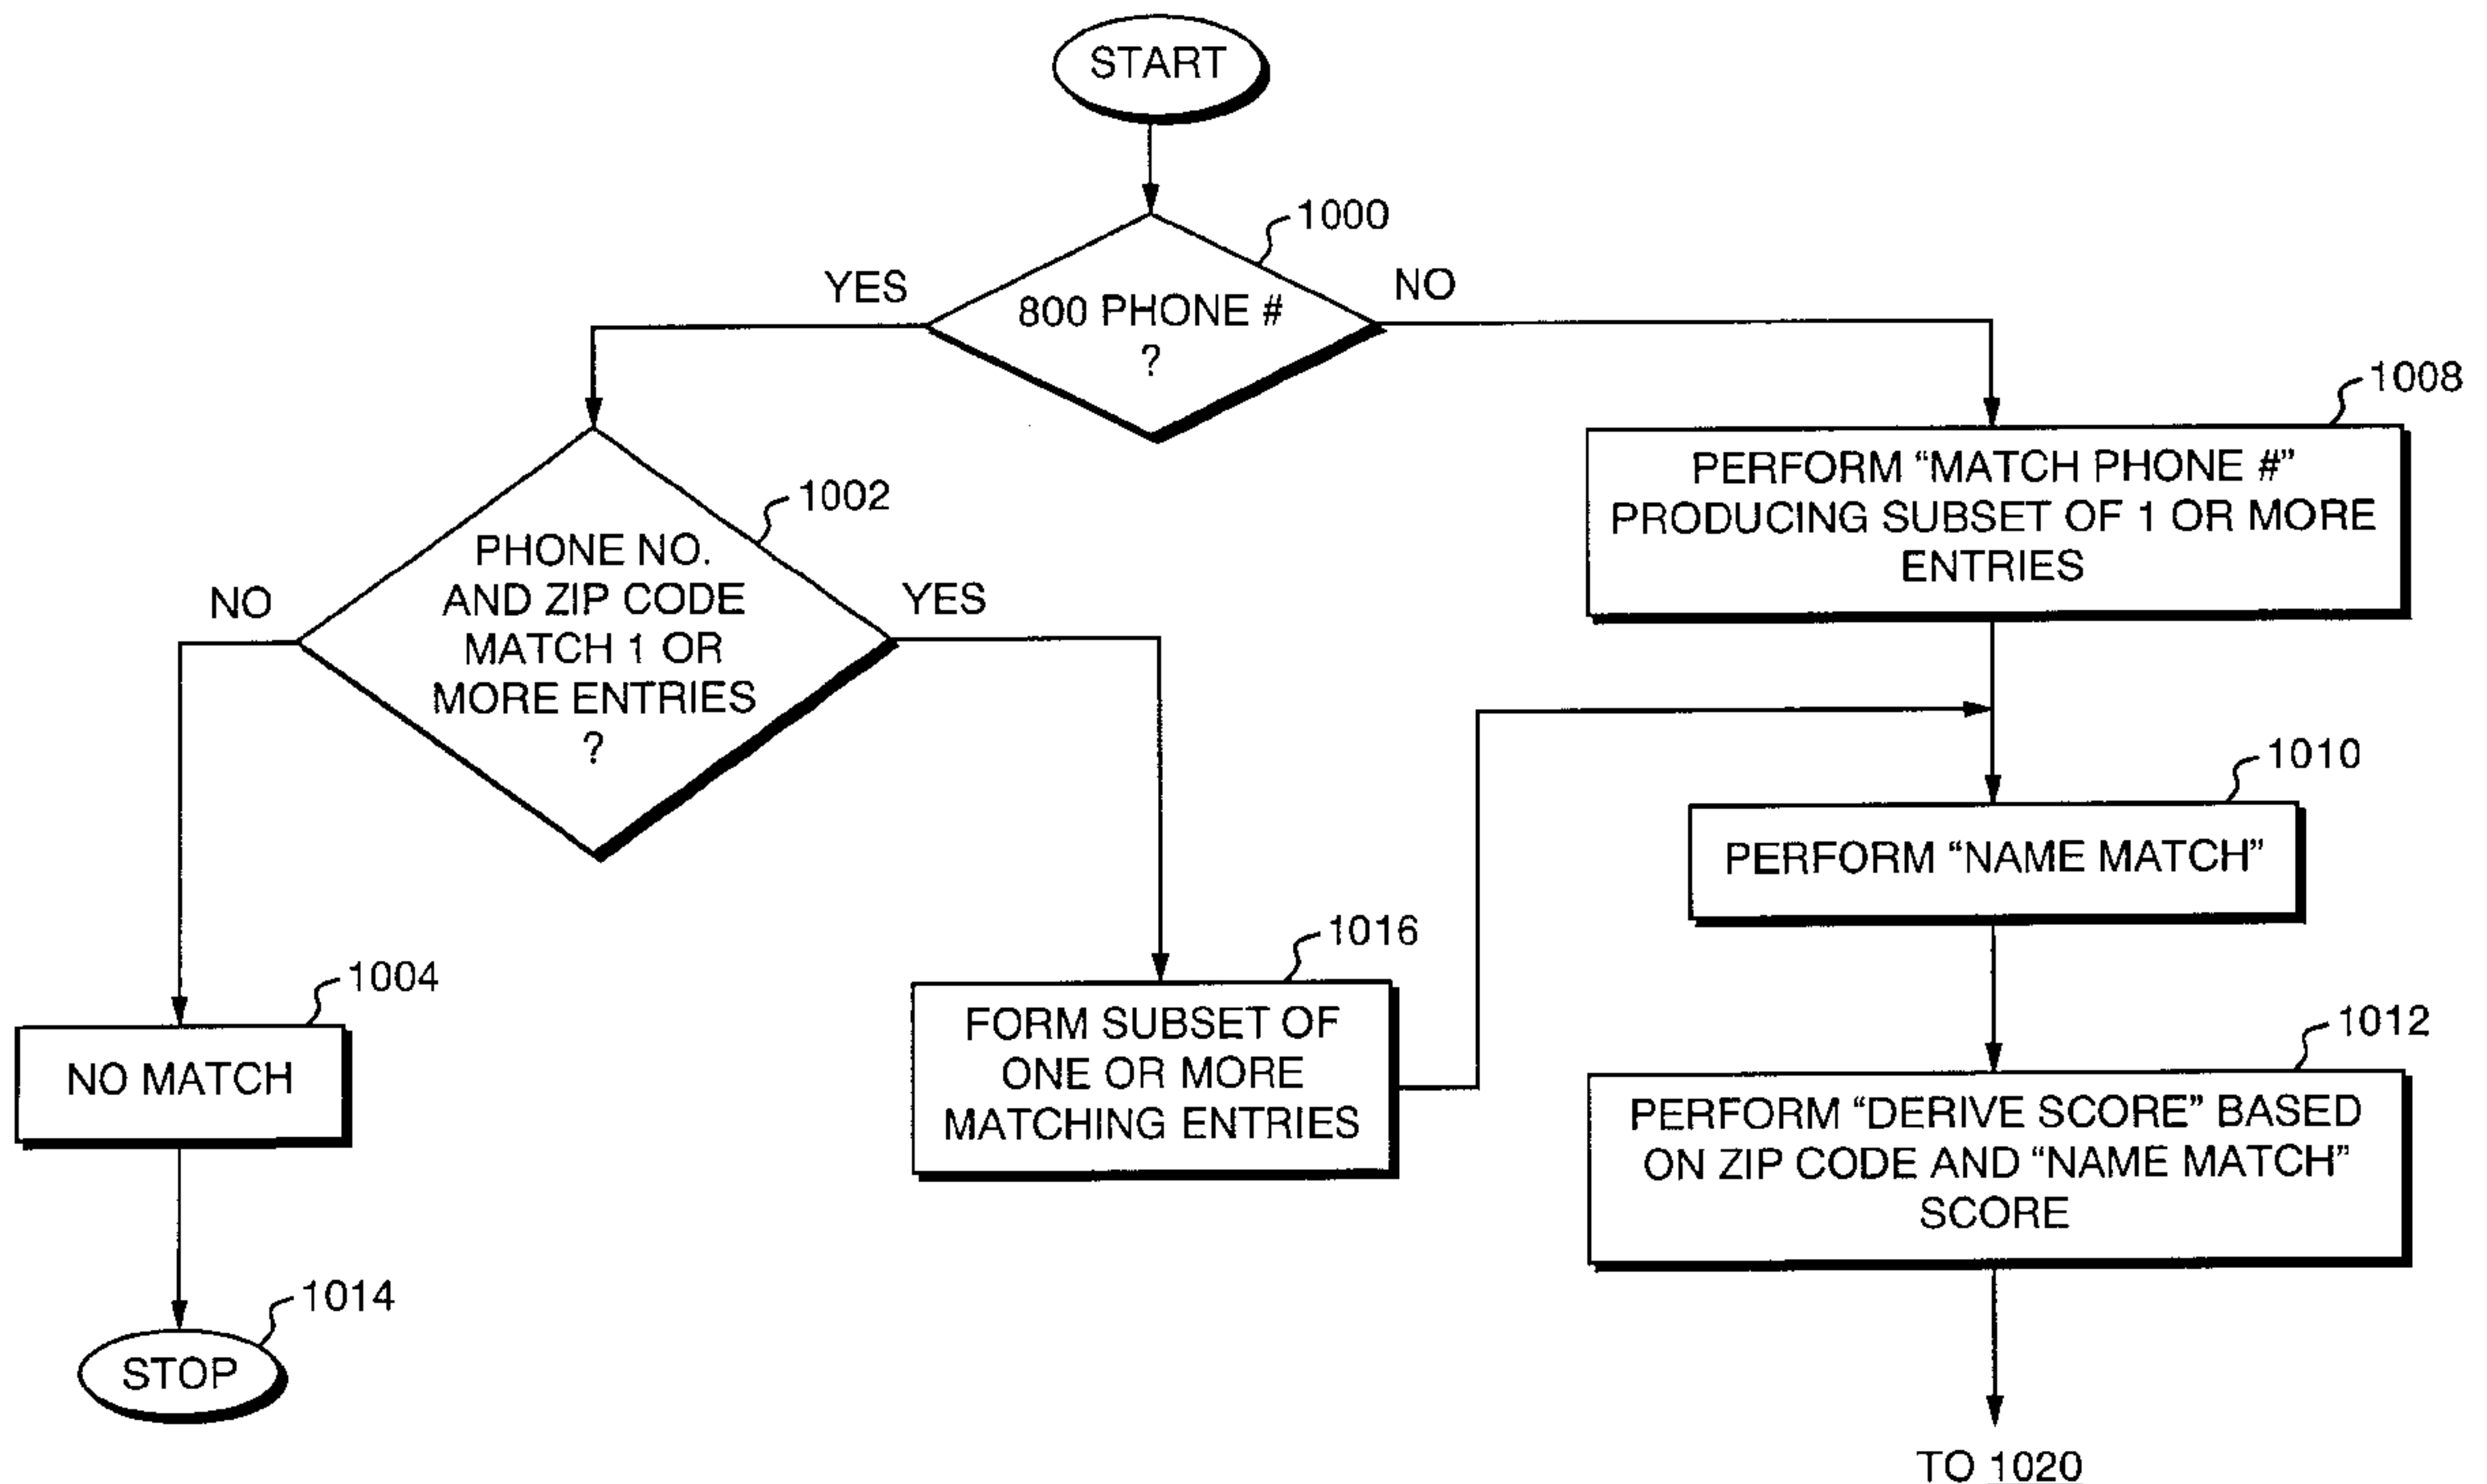 START
1000
YES
800 PHONE #
?
NO
1008
PERFORM “MATCH PHONE #”
PRODUCING SUBSET OF 1 OR MORE
ENTRIES
1002
PHONE NO.
AND ZIP CODE
MATCH 1 OR
MORE ENTRIES
?
NO
YES
1010
PERFORM “NAME MATCH”
1004
NO MATCH
1016
FORM SUBSET OF
ONE OR MORE
MATCHING ENTRIES
1012
PERFORM “DERIVE SCORE” BASED
ON ZIP CODE AND “NAME MATCH”
SCORE
1014
STOP
TO 1020